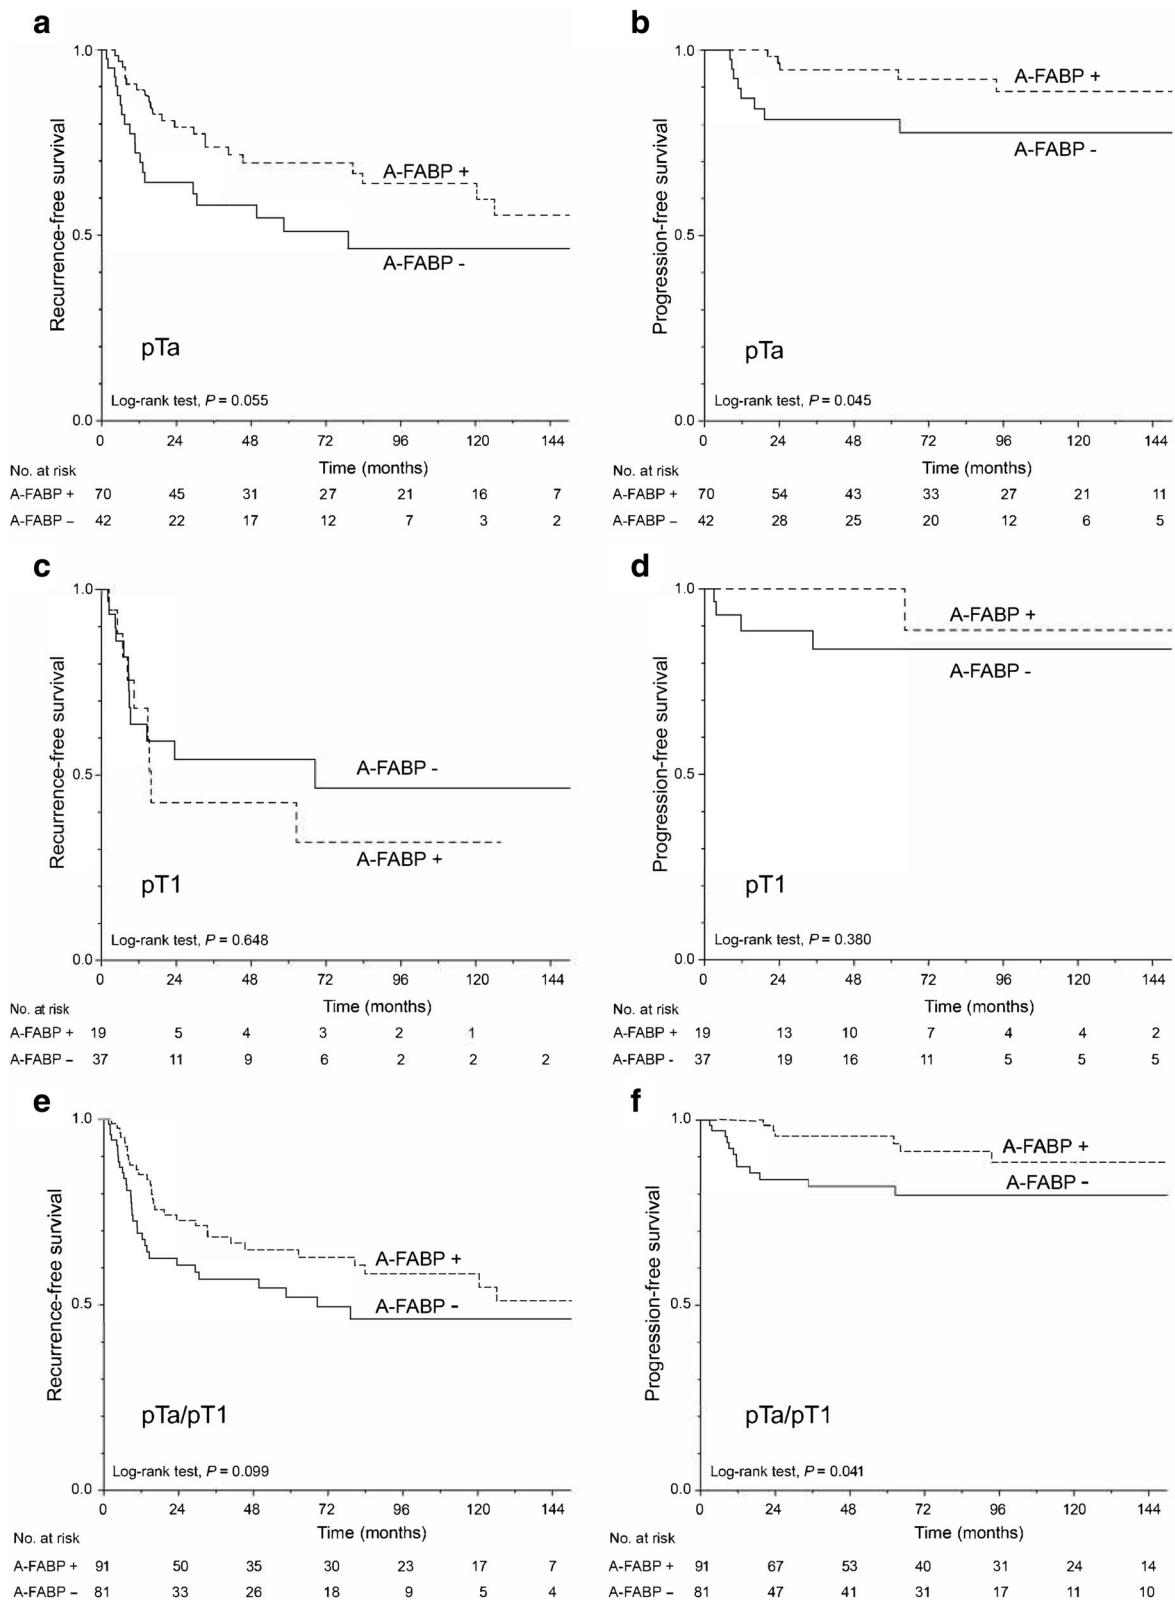 a
1.0
0.5
0.0
Recurrence-free survival
A-FABP +
A-FABP -
pTa
Log-rank test, P = 0.055
0 24 48 72 96 120 144
Time (months)
No. at risk
A-FABP + 70 45 31 27 21 16 7
A-FABP – 42 22 17 12 7 3 2
b
1.0
0.5
0.0
Progression-free survival
A-FABP +
A-FABP -
pTa
Log-rank test, P = 0.045
0 24 48 72 96 120 144
Time (months)
No. at risk
A-FABP + 70 54 43 33 27 21 11
A-FABP – 42 28 25 20 12 6 5
c
1.0
0.5
0.0
Recurrence-free survival
A-FABP -
A-FABP +
pT1
Log-rank test, P = 0.648
0 24 48 72 96 120 144
Time (months)
No. at risk
A-FABP + 19 5 4 3 2 1
A-FABP – 37 11 9 6 2 2 2
d
1.0
0.5
0.0
Progression-free survival
A-FABP +
A-FABP -
pT1
Log-rank test, P = 0.380
0 24 48 72 96 120 144
Time (months)
No. at risk
A-FABP + 19 13 10 7 4 4 2
A-FABP - 37 19 16 11 5 5 5
e
1.0
0.5
0.0
Recurrence-free survival
A-FABP +
A-FABP -
pTa/pT1
Log-rank test, P = 0.099
0 24 48 72 96 120 144
Time (months)
No. at risk
A-FABP + 91 50 35 30 23 17 7
A-FABP – 81 33 26 18 9 5 4
f
1.0
0.5
0.0
Progression-free survival
A-FABP +
A-FABP -
pTa/pT1
Log-rank test, P = 0.041
0 24 48 72 96 120 144
Time (months)
No. at risk
A-FABP + 91 67 53 40 31 24 14
A-FABP – 81 47 41 31 17 11 10